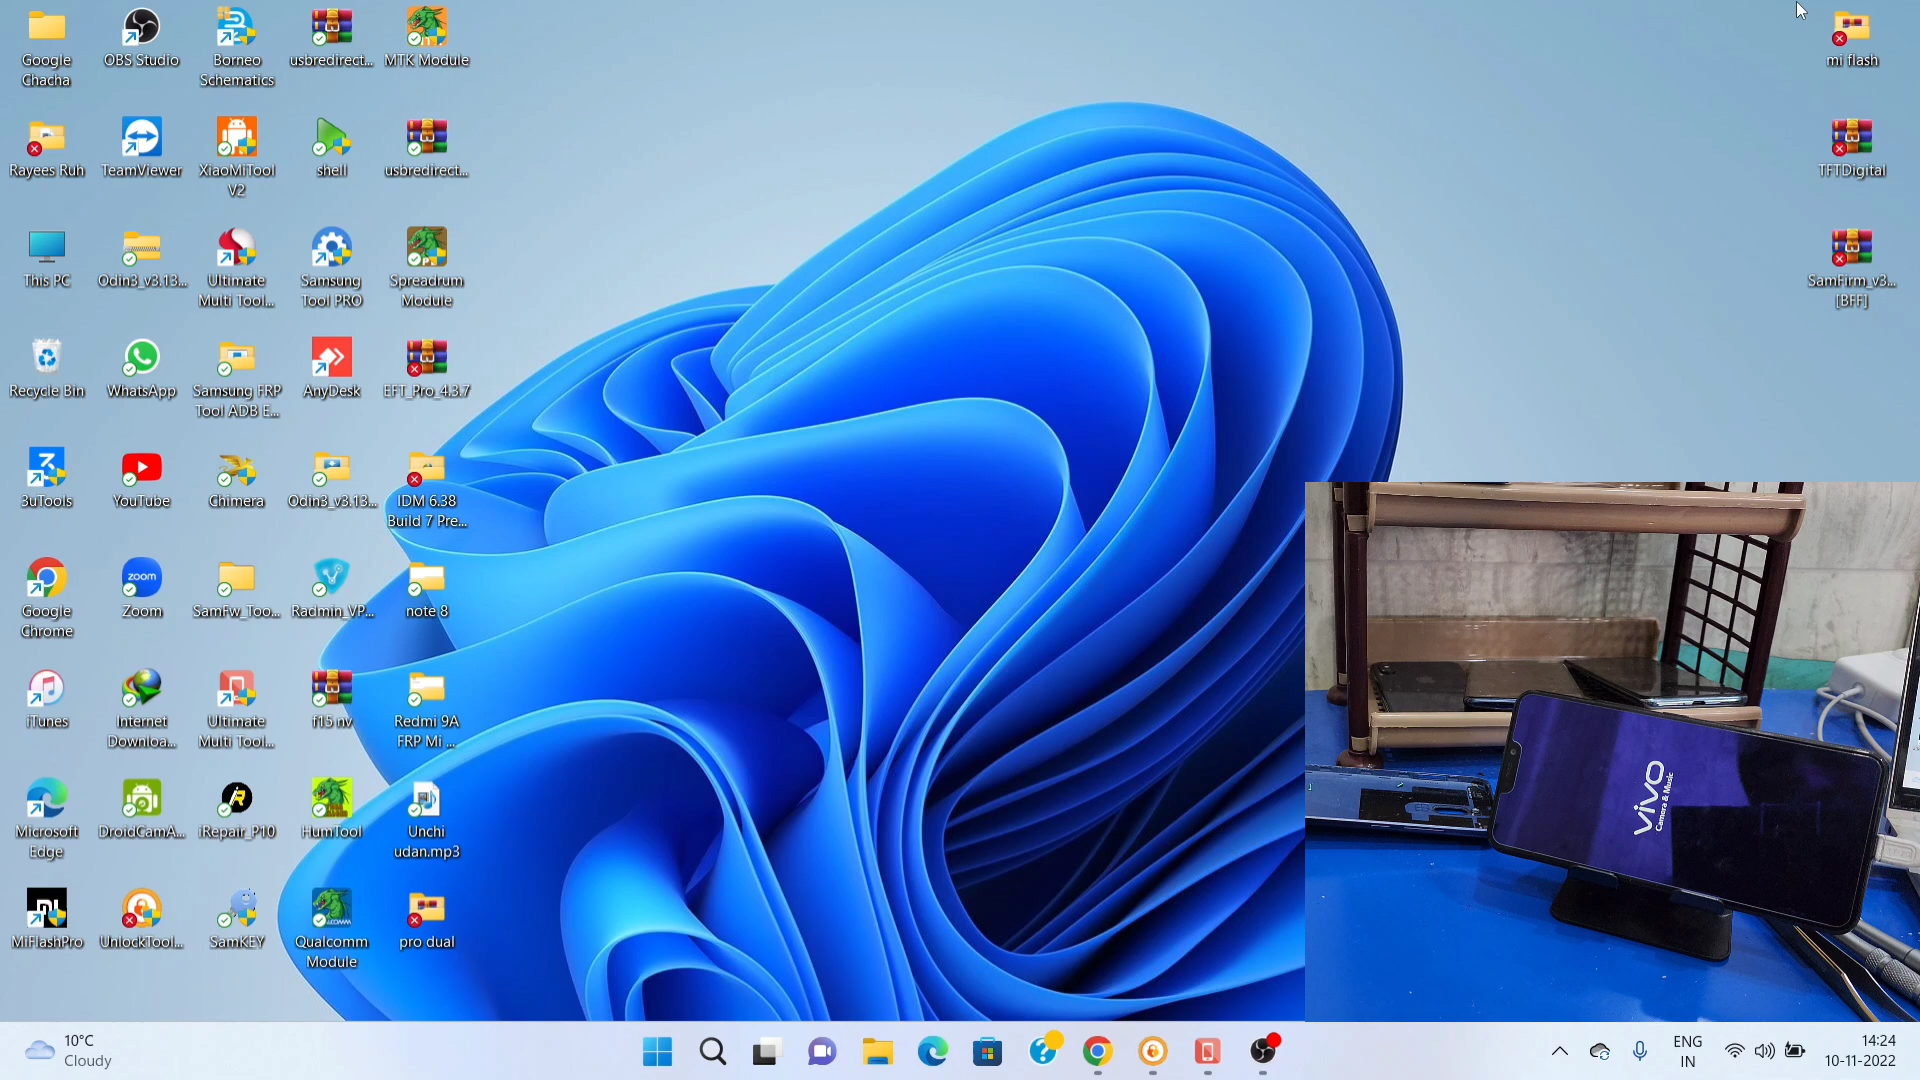 Google
Chacha
OBS Studio
Borneo
Schematics
usbredirect...
MTK Module
Rayees Ruh
TeamViewer
XiaoMiTool
V2
shell
usbredirect...
This PC
Odin3_v3.13...
Ultimate
Multi Tool...
Samsung
Tool PRO
Spreadrum
Module
Recycle Bin
WhatsApp
Samsung FRP
Tool ADB E...
AnyDesk
EFT_Pro_4.3.7
3uTools
YouTube
Chimera
Odin3_v3.13...
IDM 6.38
Build 7 Pre...
Google
Chrome
zoom
Zoom
SamFw_Too...
Radmin_VP...
note 8
iTunes
Internet
Downloa...
Ultimate
Multi Tool...
f15 nv
Redmi 9A
FRP Mi ...
Microsoft
Edge
DroidCamA...
iRepair_P10
HumTool
Unchi
udan.mp3
MiFlashPro
UnlockTool...
SamKEY
Qualcomm
Module
pro dual
mi flash
TFTDigital
SamFirm_v3...
[BFF]
vivo
Camera & Music
10°C
Cloudy
ENG
IN
14:24
10-11-2022